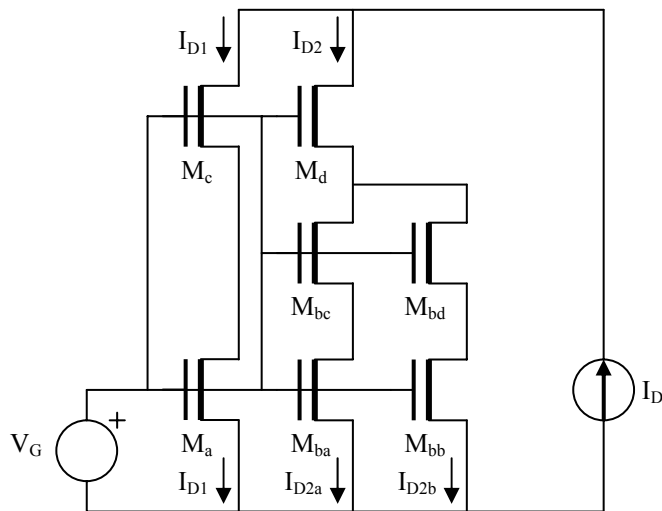 I_D1 I_D2
M_c M_d
M_bc M_bd
+ I_D
V_G M_a M_ba M_bb
I_D1 I_D2a I_D2b